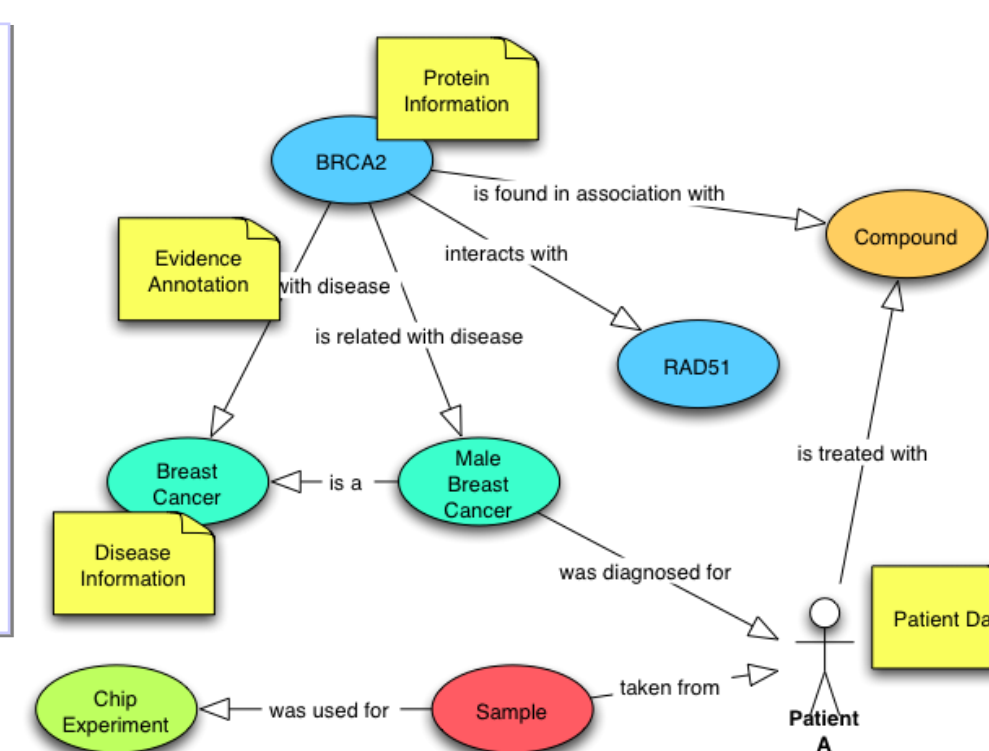 Protein
Information
BRCA2
is found in association with
Compound
interacts with
Evidence
Annotation
with disease
is related with disease
RAD51
is treated with
Breast
Cancer
is a
Male
Breast
Cancer
Disease
Information
was diagnosed for
Patient
Chip
Experiment
was used for
Sample
taken from
Patient
A